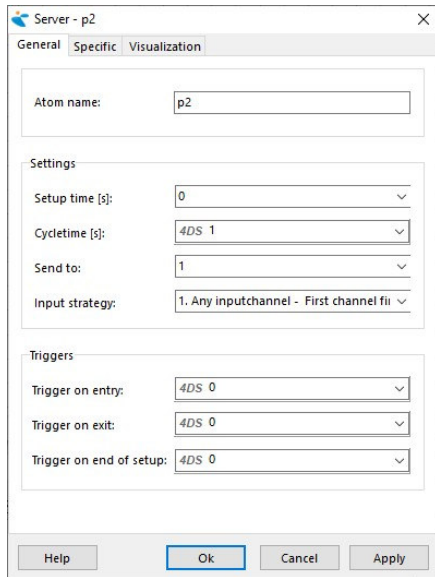 Server - p2
General Specific Visualization
Atom name: p2
Settings
Setup time [s]: 0
Cycletime [s]: 4DS 1
Send to: 1
Input strategy: 1. Any inputchannel - First channel fir
Triggers
Trigger on entry: 4DS 0
Trigger on exit: 4DS 0
Trigger on end of setup: 4DS 0
Help Ok Cancel Apply